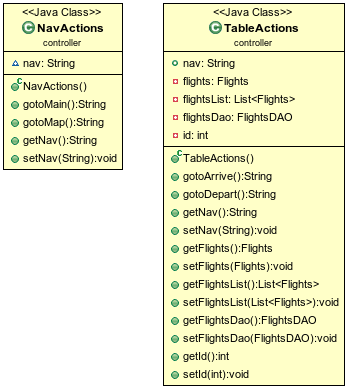 <<Java Class>>
NavActions
controller
nav: String
NavActions()
gotoMain():String
gotoMap():String
getNav():String
setNav(String):void
<<Java Class>>
TableActions
controller
nav: String
flights: Flights
flightsList: List<Flights>
flightsDao: FlightsDAO
id: int
TableActions()
gotoArrive():String
gotoDepart():String
getNav():String
setNav(String):void
getFlights():Flights
setFlights(Flights):void
getFlightsList():List<Flights>
setFlightsList(List<Flights>):void
getFlightsDao():FlightsDAO
setFlightsDao(FlightsDAO):void
getId():int
setId(int):void